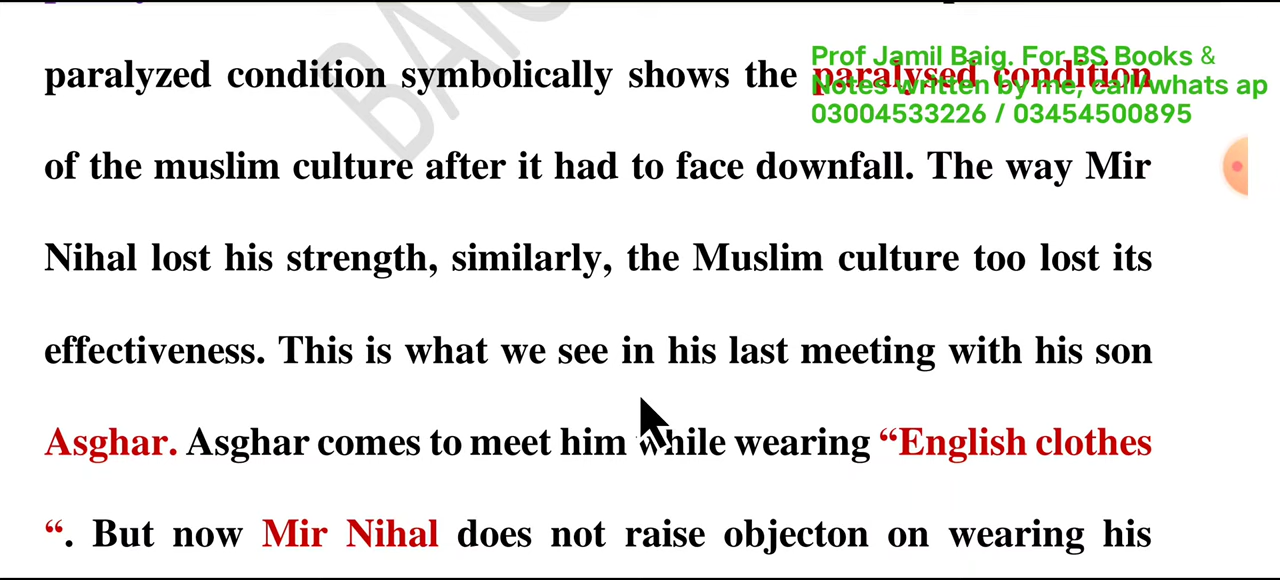 paralyzed condition symbolically shows the paralysed condition
Prof Jamil Baig. For BS Books &
Notes written by me, call/whats ap
03004533226 / 03454500895
of the muslim culture after it had to face downfall. The way Mir
Nihal lost his strength, similarly, the Muslim culture too lost its
effectiveness. This is what we see in his last meeting with his son
Asghar. Asghar comes to meet him while wearing “English clothes
“. But now Mir Nihal does not raise objecton on wearing his
BAIG